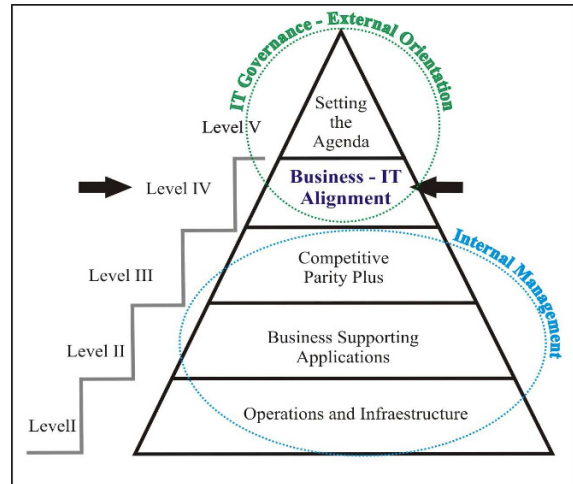 IT Governance - External Orientation
Setting
the
Agenda
Level V
Business - IT
Alignment
Level IV
Competitive
Parity Plus
Internal Management
Level III
Business Supporting
Applications
Level II
Operations and Infraestructure
LevelI